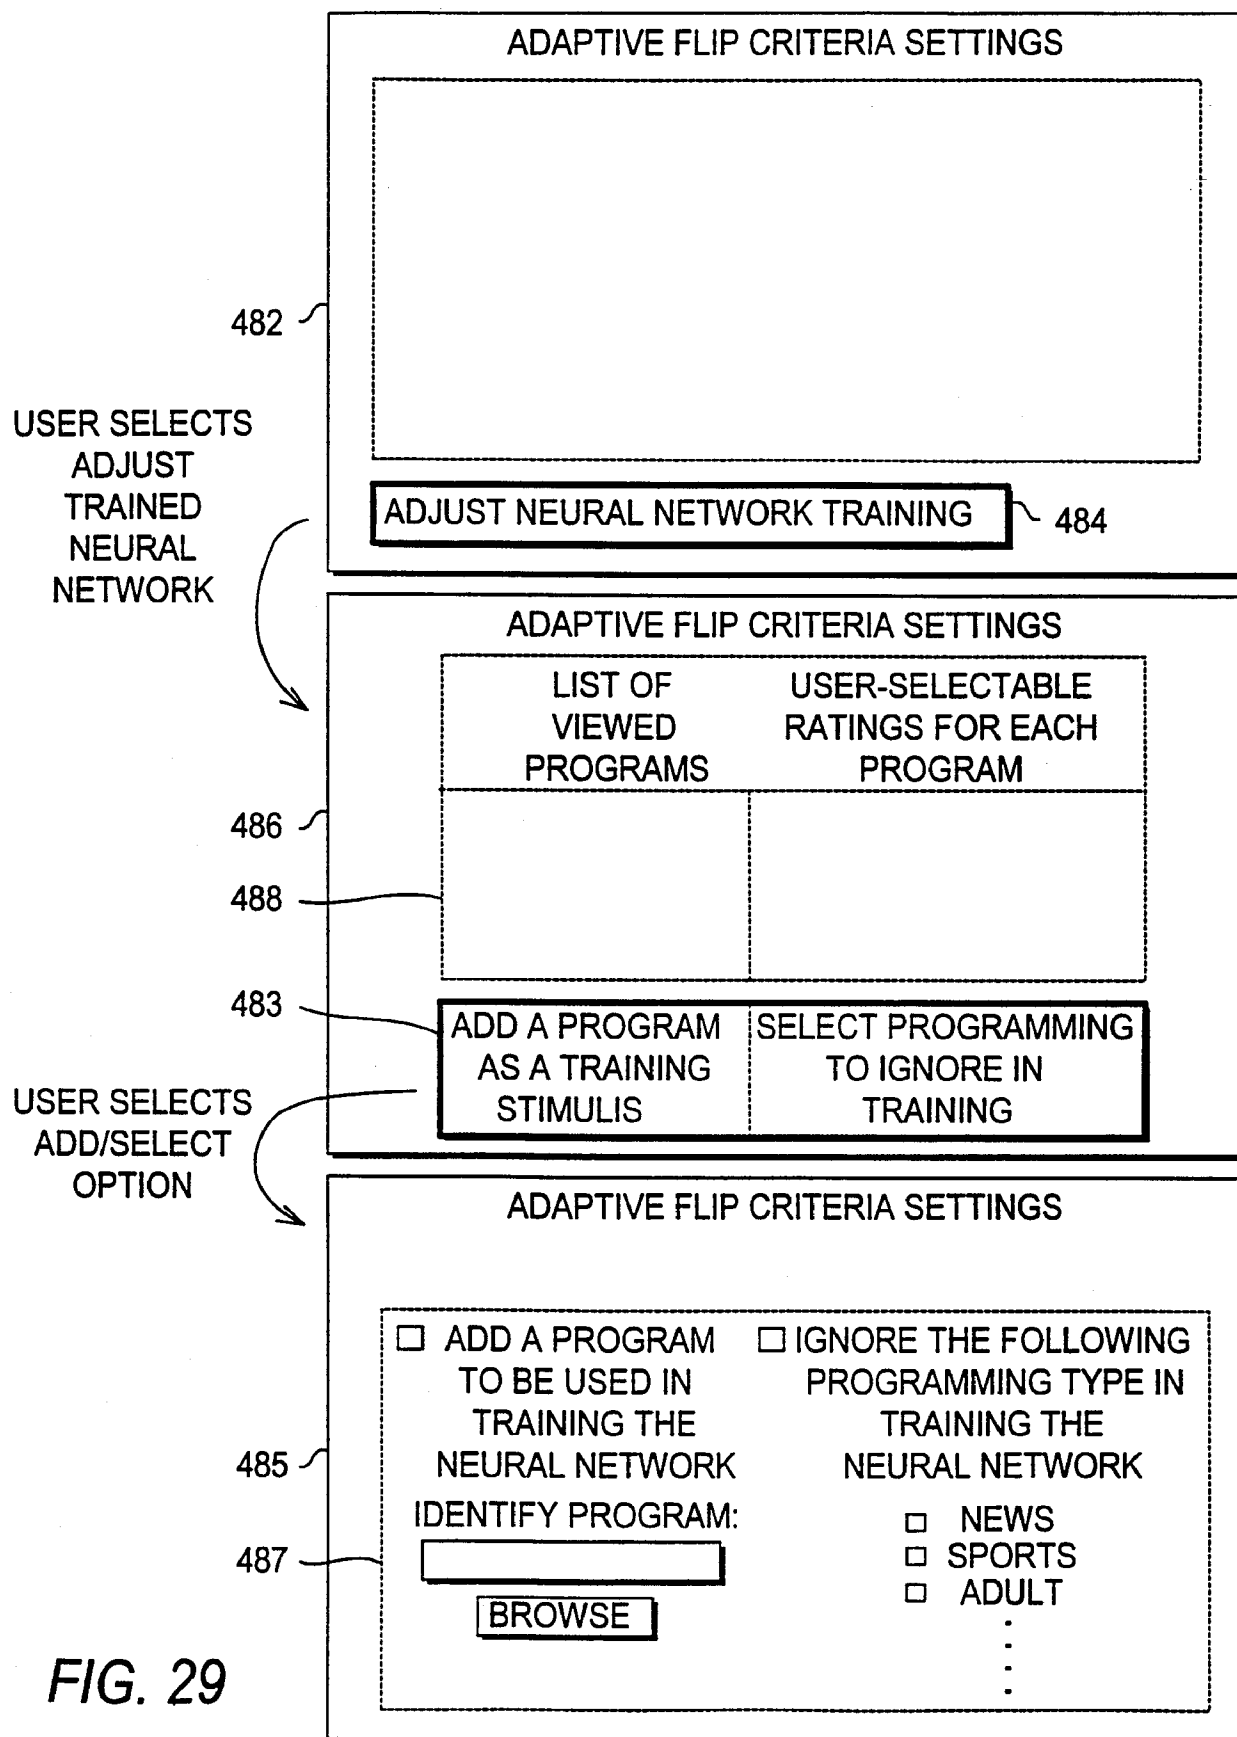 ADAPTIVE FLIP CRITERIA SETTINGS
482
USER SELECTS
ADJUST
TRAINED
NEURAL
NETWORK
ADJUST NEURAL NETWORK TRAINING
484
ADAPTIVE FLIP CRITERIA SETTINGS
LIST OF
VIEWED
PROGRAMS
USER-SELECTABLE
RATINGS FOR EACH
PROGRAM
486
488
483
ADD A PROGRAM
AS A TRAINING
STIMULIS
SELECT PROGRAMMING
TO IGNORE IN
TRAINING
USER SELECTS
ADD/SELECT
OPTION
ADAPTIVE FLIP CRITERIA SETTINGS
ADD A PROGRAM
TO BE USED IN
TRAINING THE
NEURAL NETWORK
IDENTIFY PROGRAM:
BROWSE
IGNORE THE FOLLOWING
PROGRAMMING TYPE IN
TRAINING THE
NEURAL NETWORK
NEWS
SPORTS
ADULT
485
487
FIG. 29